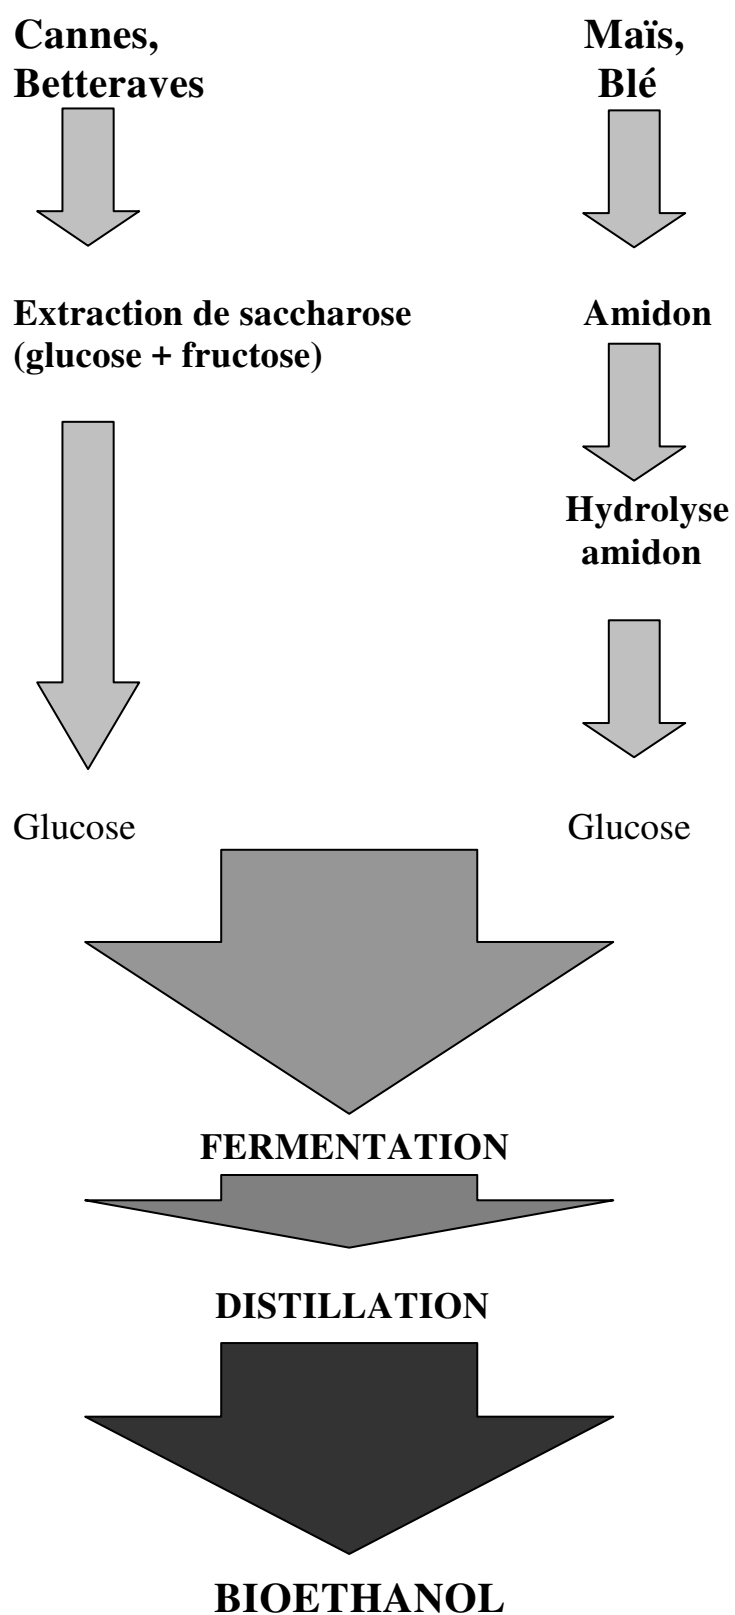 Cannes,
Betteraves
Maïs,
Blé
Extraction de saccharose
(glucose + fructose)
Amidon
Hydrolyse
amidon
Glucose
Glucose
FERMENTATION
DISTILLATION
BIOETHANOL